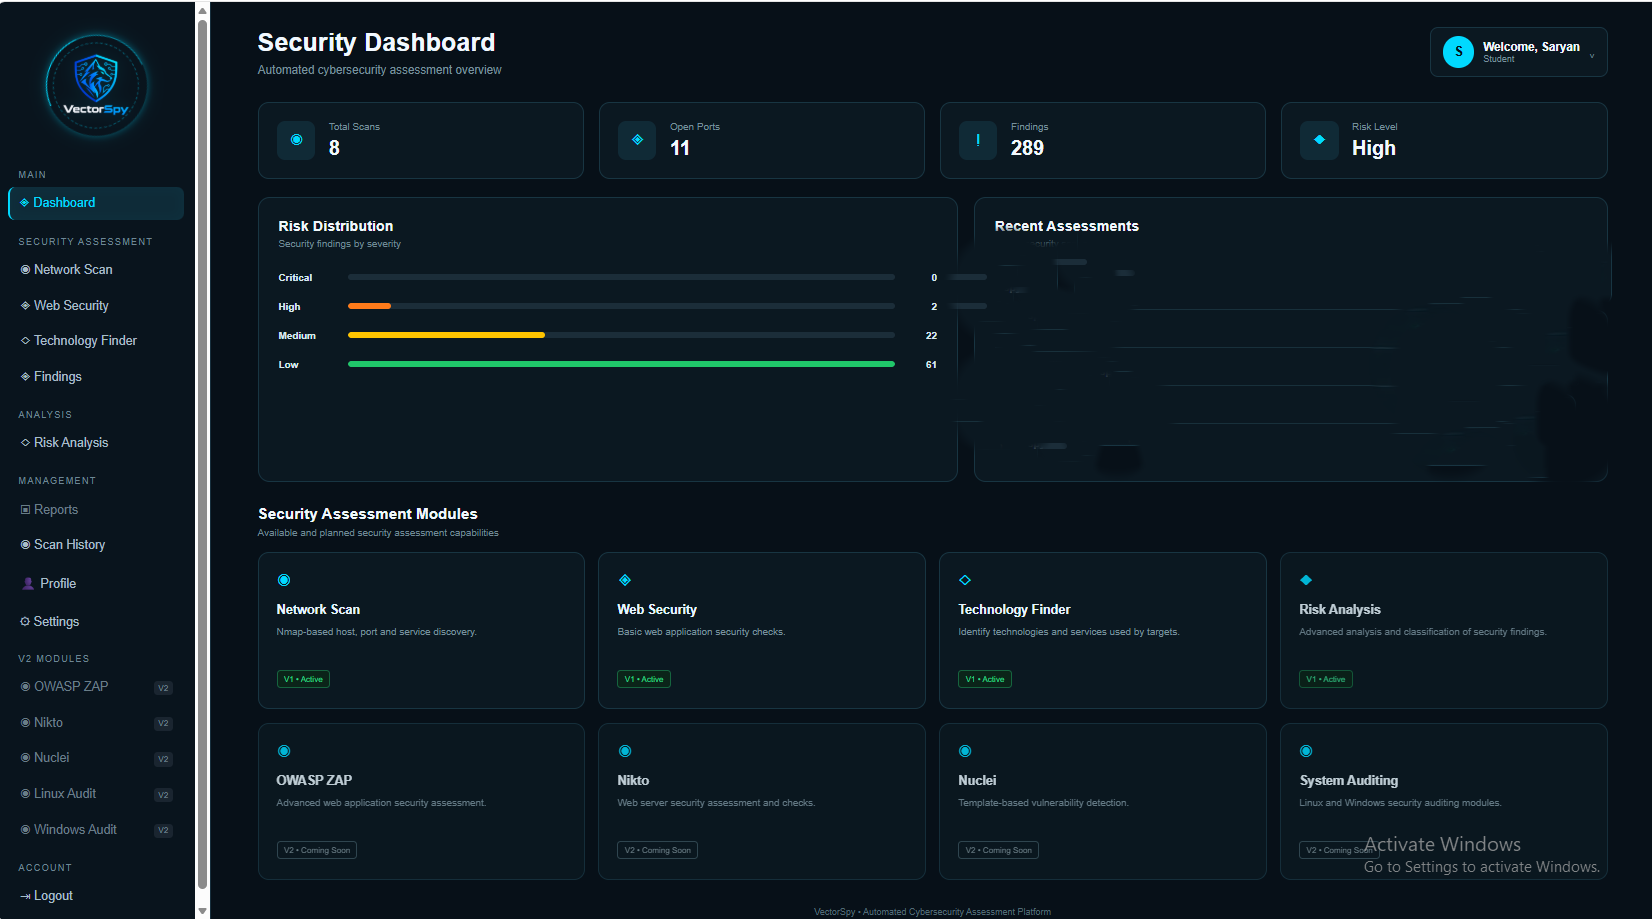 VectorSpy
MAIN
Dashboard
SECURITY ASSESSMENT
Network Scan
Web Security
Technology Finder
Findings
ANALYSIS
Risk Analysis
MANAGEMENT
Reports
Scan History
Profile
Settings
V2 MODULES
OWASP ZAP V2
Nikto V2
Nuclei V2
Linux Audit V2
Windows Audit V2
ACCOUNT
Logout
Security Dashboard
Automated cybersecurity assessment overview
S
Welcome, Saryan
Student
Total Scans
8
Open Ports
11
Findings
289
Risk Level
High
Risk Distribution
Security findings by severity
Critical 0
High 2
Medium 22
Low 61
Recent Assessments
Security Assessment Modules
Available and planned security assessment capabilities
Network Scan
Nmap-based host, port and service discovery.
V1 • Active
Web Security
Basic web application security checks.
V1 • Active
Technology Finder
Identify technologies and services used by targets.
V1 • Active
Risk Analysis
Advanced analysis and classification of security findings.
V1 • Active
OWASP ZAP
Advanced web application security assessment.
V2 • Coming Soon
Nikto
Web server security assessment and checks.
V2 • Coming Soon
Nuclei
Template-based vulnerability detection.
V2 • Coming Soon
System Auditing
Linux and Windows security auditing modules.
V2 • Coming Soon
Activate Windows
Go to Settings to activate Windows.
VectorSpy • Automated Cybersecurity Assessment Platform